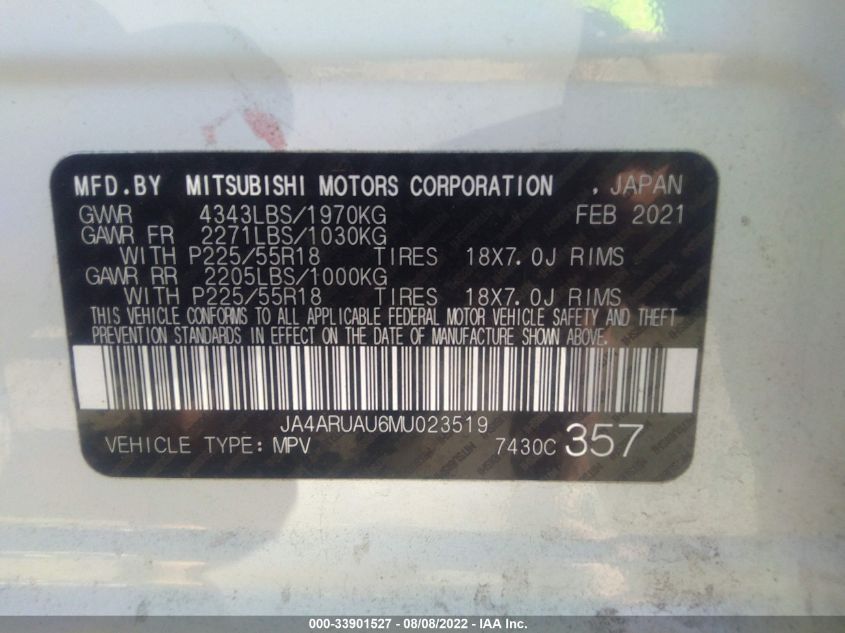 MFD.BY MITSUBISHI MOTORS CORPORATION , JAPAN
GVWR 4343LBS/1970KG FEB 2021
GAWR FR 2271LBS/1030KG
WITH P225/55R18 TIRES 18X7.0J RIMS
GAWR RR 2205LBS/1000KG
WITH P225/55R18 TIRES 18X7.0J RIMS
THIS VEHICLE CONFORMS TO ALL APPLICABLE FEDERAL MOTOR VEHICLE SAFETY AND THEFT
PREVENTION STANDARDS IN EFFECT ON THE DATE OF MANUFACTURE SHOWN ABOVE.
JA4ARUAU6MU023519
VEHICLE TYPE: MPV 7430C 357
000-33901527 - 08/08/2022 - © IAA, Inc.